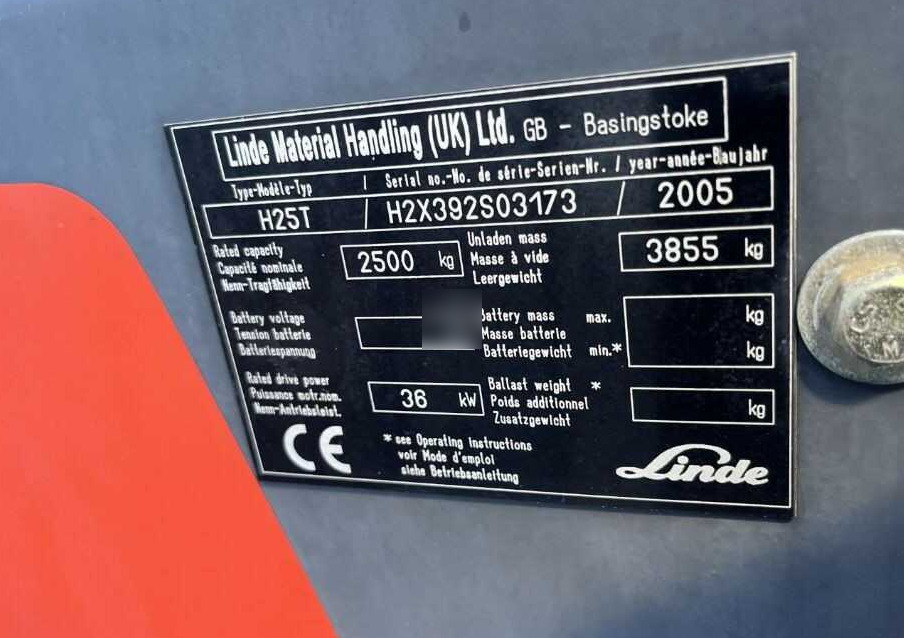 Linde Material Handling (UK) Ltd. GB - Basingstoke
Type-Modèle-Typ / Serial no.-No. de série-Serien-Nr. / year-année-Baujahr
H25T / H2X392S03173 / 2005
Rated capacity
Capacité nominale
Nenn-Tragfähigkeit
2500 kg
Unladen mass
Masse à vide
Leergewicht
3855 kg
Battery voltage
Tension batterie
Batteriespannung
Battery mass max.
Masse batterie
Batteriegewicht min.*
kg
kg
Rated drive power
Puissance motr.nom.
Nenn-Antriebsleist.
36 kW
Ballast weight *
Poids additionnel
Zusatzgewicht
kg
CE
* see Operating Instructions
voir Mode d'emploi
siehe Betriebsanleitung
Linde